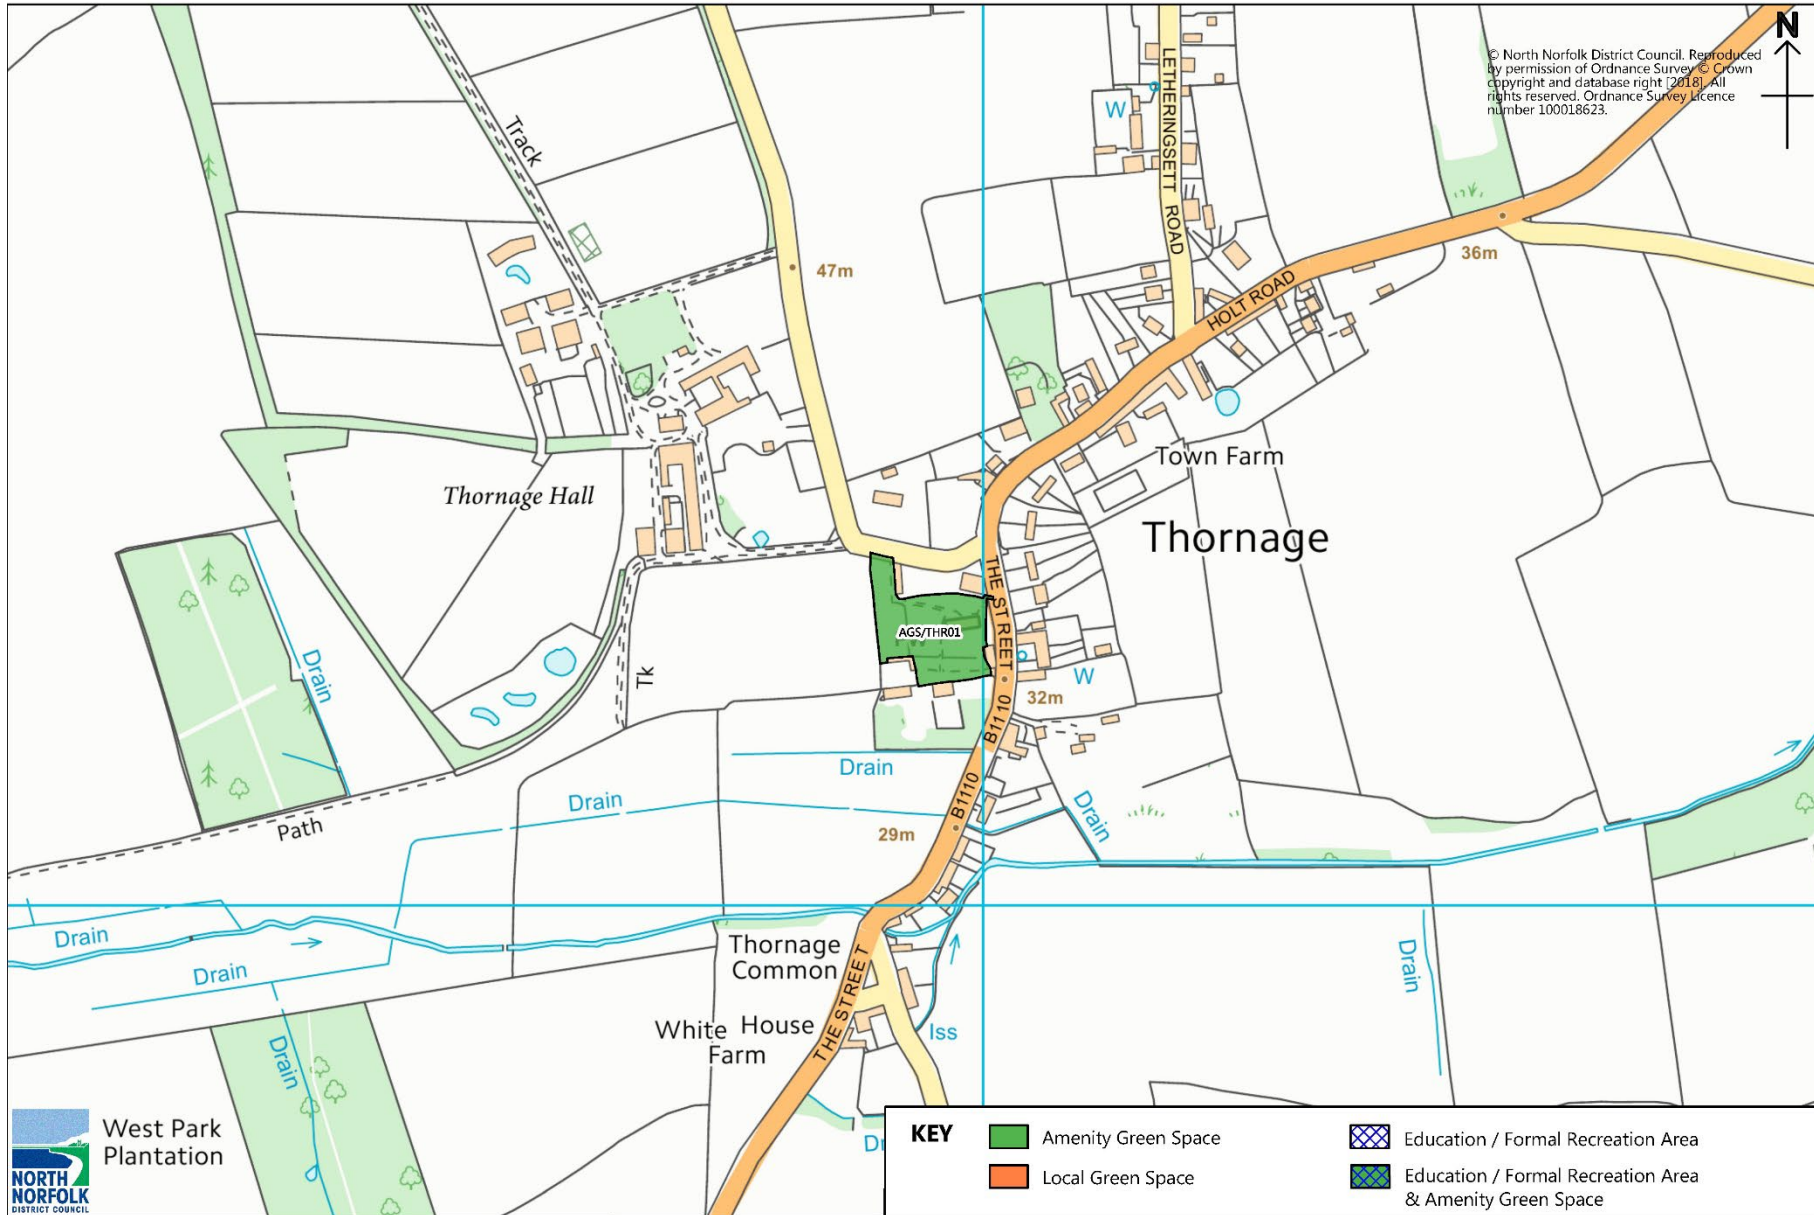 N
© North Norfolk District Council. Reproduced
by permission of Ordnance Survey © Crown
copyright and database right [2018]. All
rights reserved. Ordnance Survey Licence
number 100018623.
LETHERINGSETT ROAD
W
Track
47m
36m
HOLT ROAD
Town Farm
Thornage Hall
Thornage
THE STREET
AGS/THR01
Tk
W
32m
B1110
Drain
Drain
Drain
B1110
Drain
29m
Path
Drain
Drain
Thornage
Common
THE STREET
Drain
White House
Farm
Iss
Drain
West Park
Plantation
NORTH
NORFOLK
DISTRICT COUNCIL
KEY
Amenity Green Space
Local Green Space
Education / Formal Recreation Area
Education / Formal Recreation Area
& Amenity Green Space